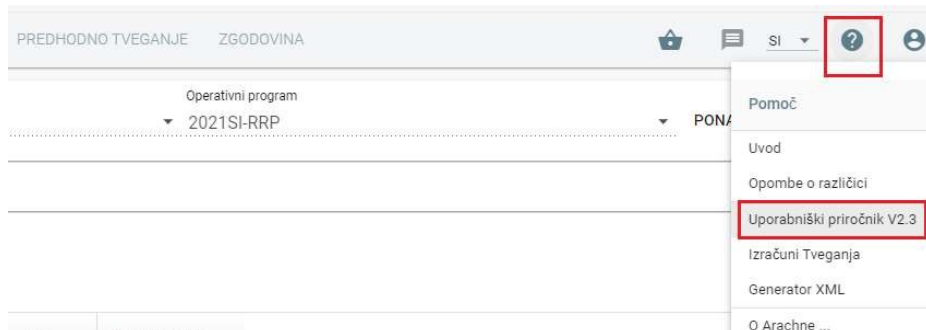 PREDHODNO TVEGANJE ZGODOVINA SI
Operativni program
2021SI-RRP
Pomoč
Uvod
Opombe o različici
Uporabniški priročnik V2.3
Izračuni Tveganja
Generator XML
O Arachne ...